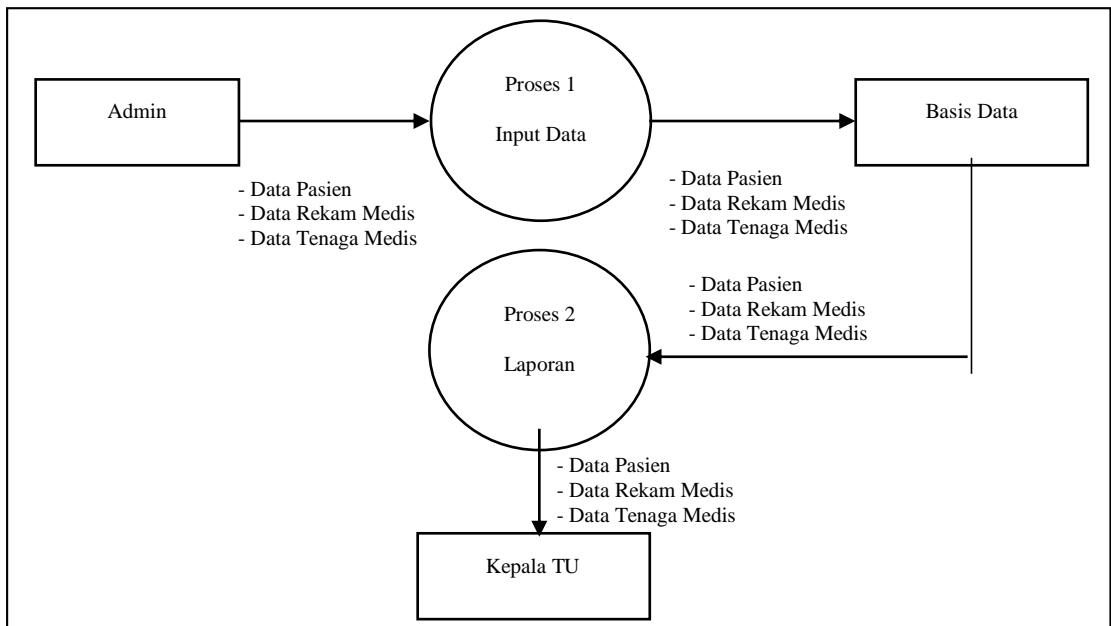 Admin
Proses 1
Input Data
Basis Data
- Data Pasien
- Data Rekam Medis
- Data Tenaga Medis
- Data Pasien
- Data Rekam Medis
- Data Tenaga Medis
- Data Pasien
- Data Rekam Medis
- Data Tenaga Medis
Proses 2
Laporan
- Data Pasien
- Data Rekam Medis
- Data Tenaga Medis
Kepala TU